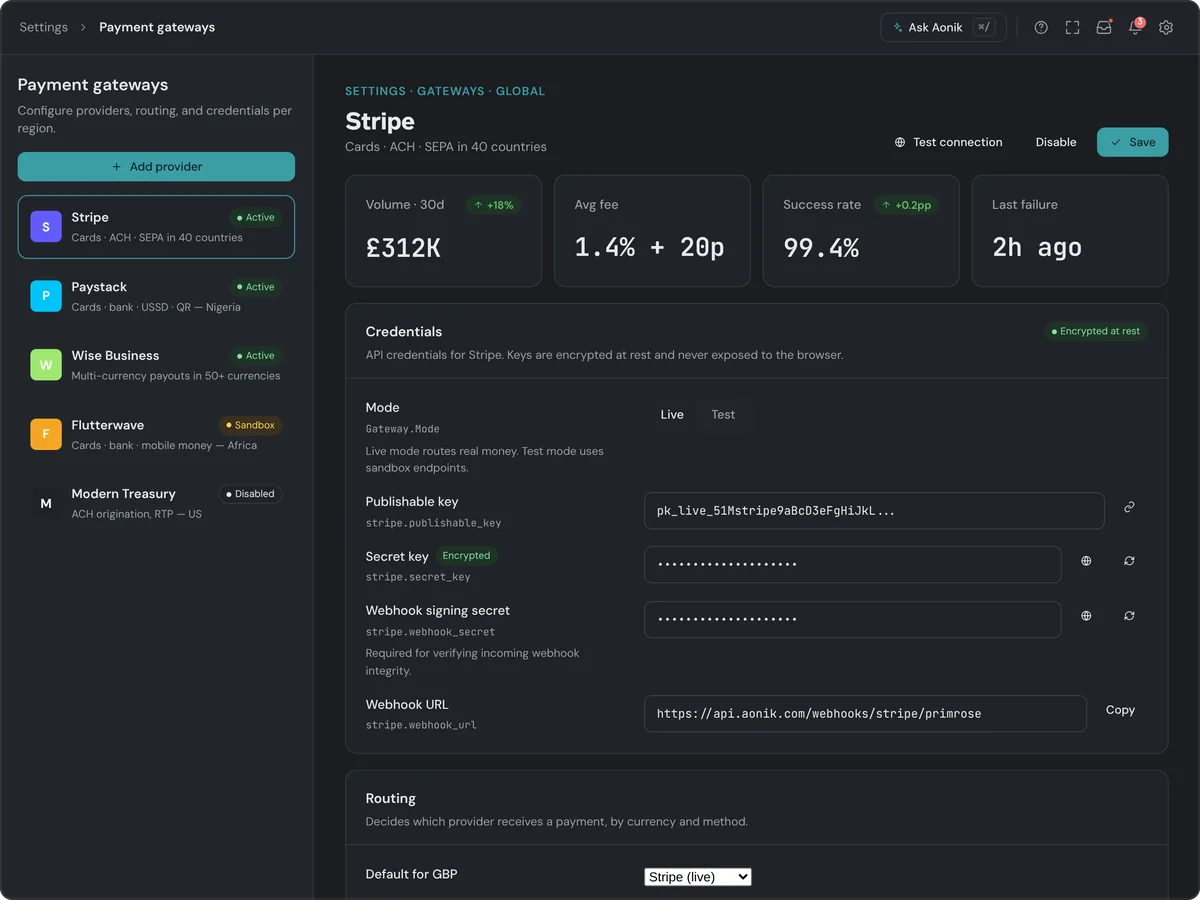 Settings › Payment gateways
Ask Aonik ⌘/
3
Payment gateways
Configure providers, routing, and credentials per
region.
+ Add provider
S
Stripe
Active
Cards · ACH · SEPA in 40 countries
P
Paystack
Active
Cards · bank · USSD · QR — Nigeria
W
Wise Business
Active
Multi-currency payouts in 50+ currencies
F
Flutterwave
Sandbox
Cards · bank · mobile money — Africa
M
Modern Treasury
Disabled
ACH origination, RTP — US
SETTINGS · GATEWAYS · GLOBAL
Stripe
Cards · ACH · SEPA in 40 countries
Test connection
Disable
Save
Volume · 30d
↑ +18%
£312K
Avg fee
1.4% + 20p
Success rate
↑ +0.2pp
99.4%
Last failure
2h ago
Credentials
Encrypted at rest
API credentials for Stripe. Keys are encrypted at rest and never exposed to the browser.
Mode
Gateway.Mode
Live mode routes real money. Test mode uses
sandbox endpoints.
Live
Test
Publishable key
stripe.publishable_key
pk_live_51Mstripe9aBcD3eFgHiJkL...
Secret key
Encrypted
stripe.secret_key
••••••••••••••••••••
Webhook signing secret
stripe.webhook_secret
Required for verifying incoming webhook
integrity.
••••••••••••••••••••
Webhook URL
stripe.webhook_url
https://api.aonik.com/webhooks/stripe/primrose
Copy
Routing
Decides which provider receives a payment, by currency and method.
Default for GBP
Stripe (live)